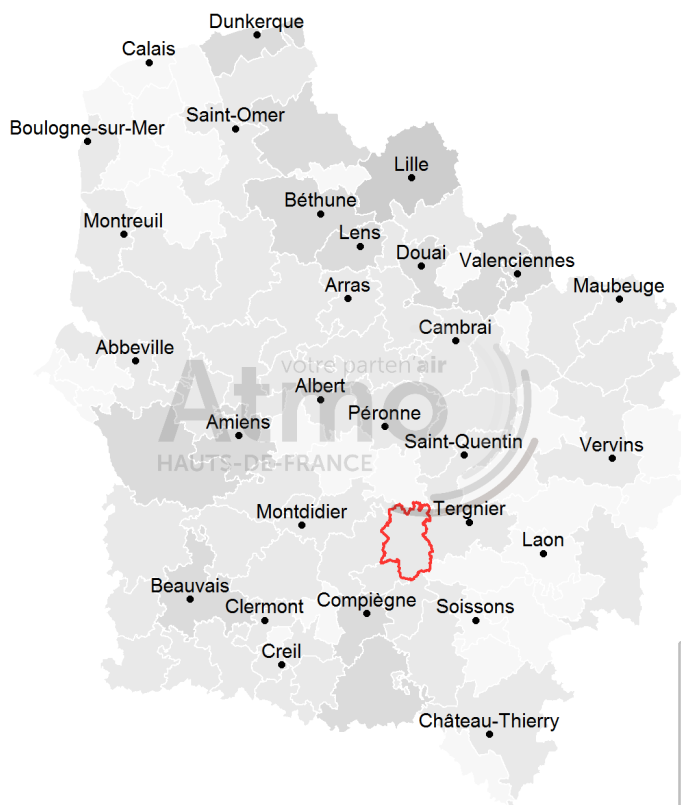 Dunkerque
Calais
Saint-Omer
Boulogne-sur-Mer
Lille
Béthune
Montreuil
Lens
Douai
Valenciennes
Maubeuge
Arras
Cambrai
Abbeville
votre parten'air
Atmo
Albert
Péronne
Amiens
Saint-Quentin
Vervins
HAUTS-DE-FRANCE
Montdidier
Tergnier
Laon
Beauvais
Clermont
Compiègne
Soissons
Creil
Château-Thierry